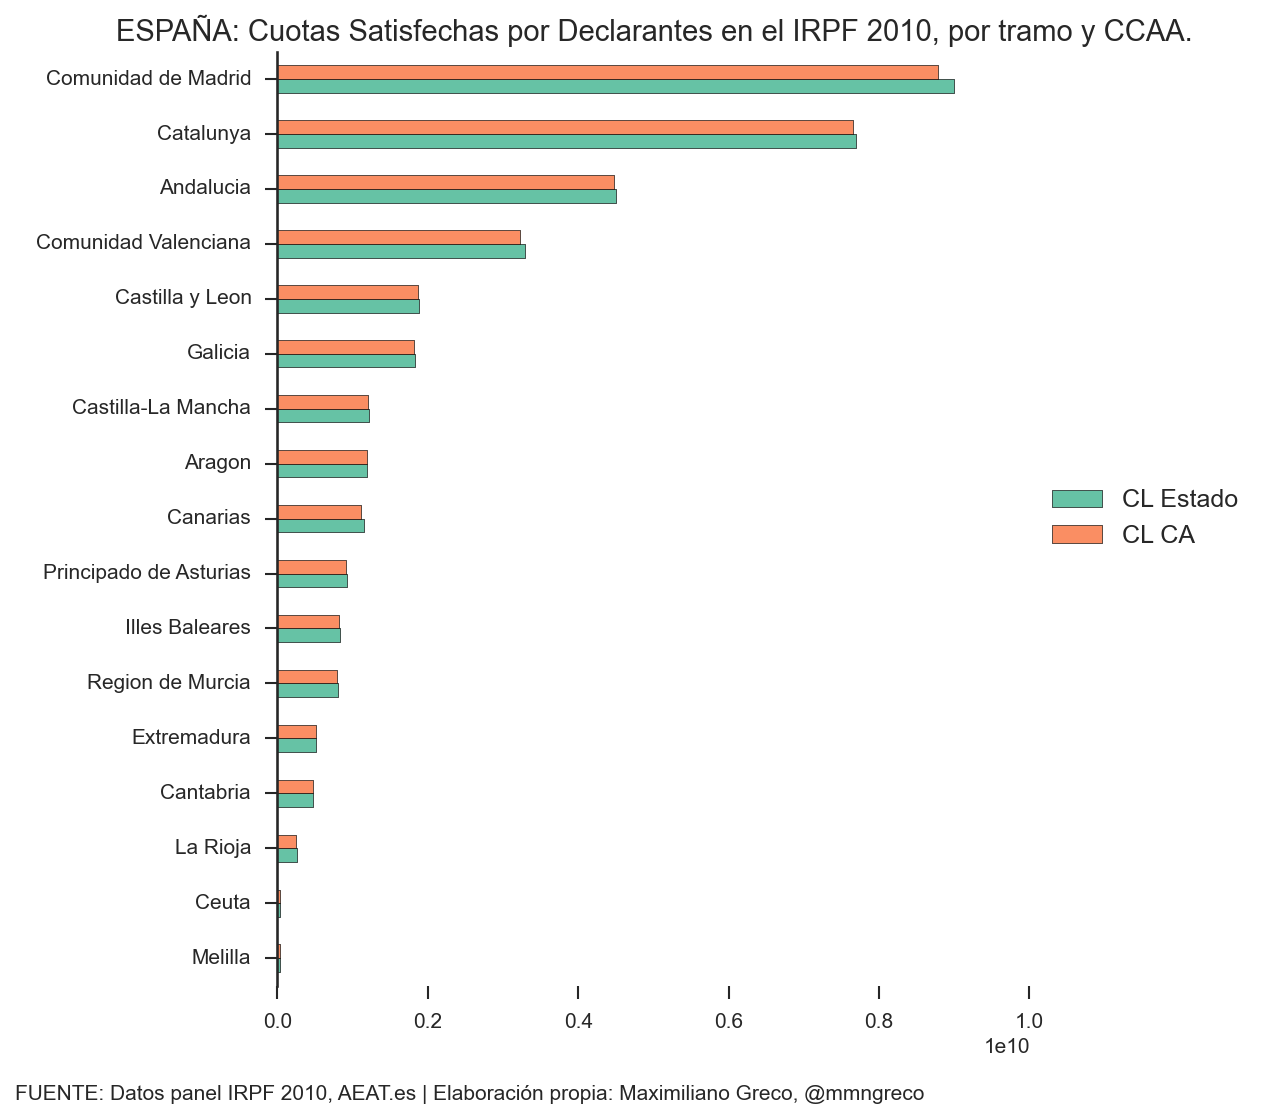 ESPAÑA: Cuotas Satisfechas por Declarantes en el IRPF 2010, por tramo y CCAA.
Comunidad de Madrid
Catalunya
Andalucia
Comunidad Valenciana
Castilla y Leon
Galicia
Castilla-La Mancha
Aragon
Canarias
Principado de Asturias
Illes Baleares
Region de Murcia
Extremadura
Cantabria
La Rioja
Ceuta
Melilla
CL Estado
CL CA
0.0 0.2 0.4 0.6 0.8 1.0
1e10
FUENTE: Datos panel IRPF 2010, AEAT.es | Elaboración propia: Maximiliano Greco, @mmngreco